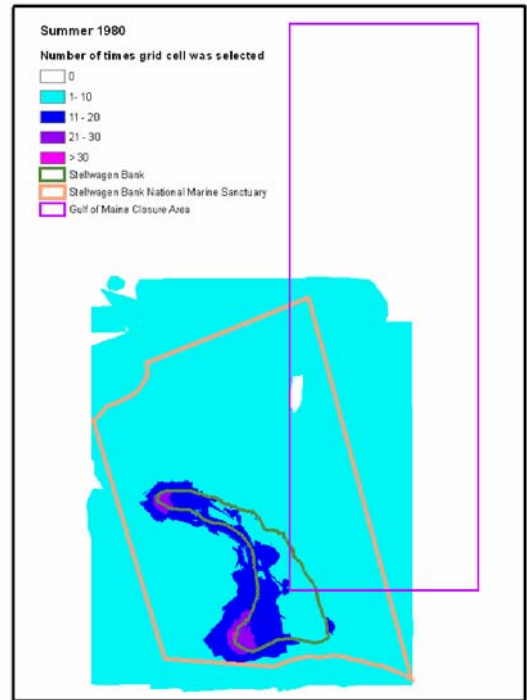 Summer 1980
Number of times grid cell was selected
0
1- 10
11 - 20
21 - 30
> 30
Stellwagen Bank
Stellwagen Bank National Marine Sanctuary
Gulf of Maine Closure Area